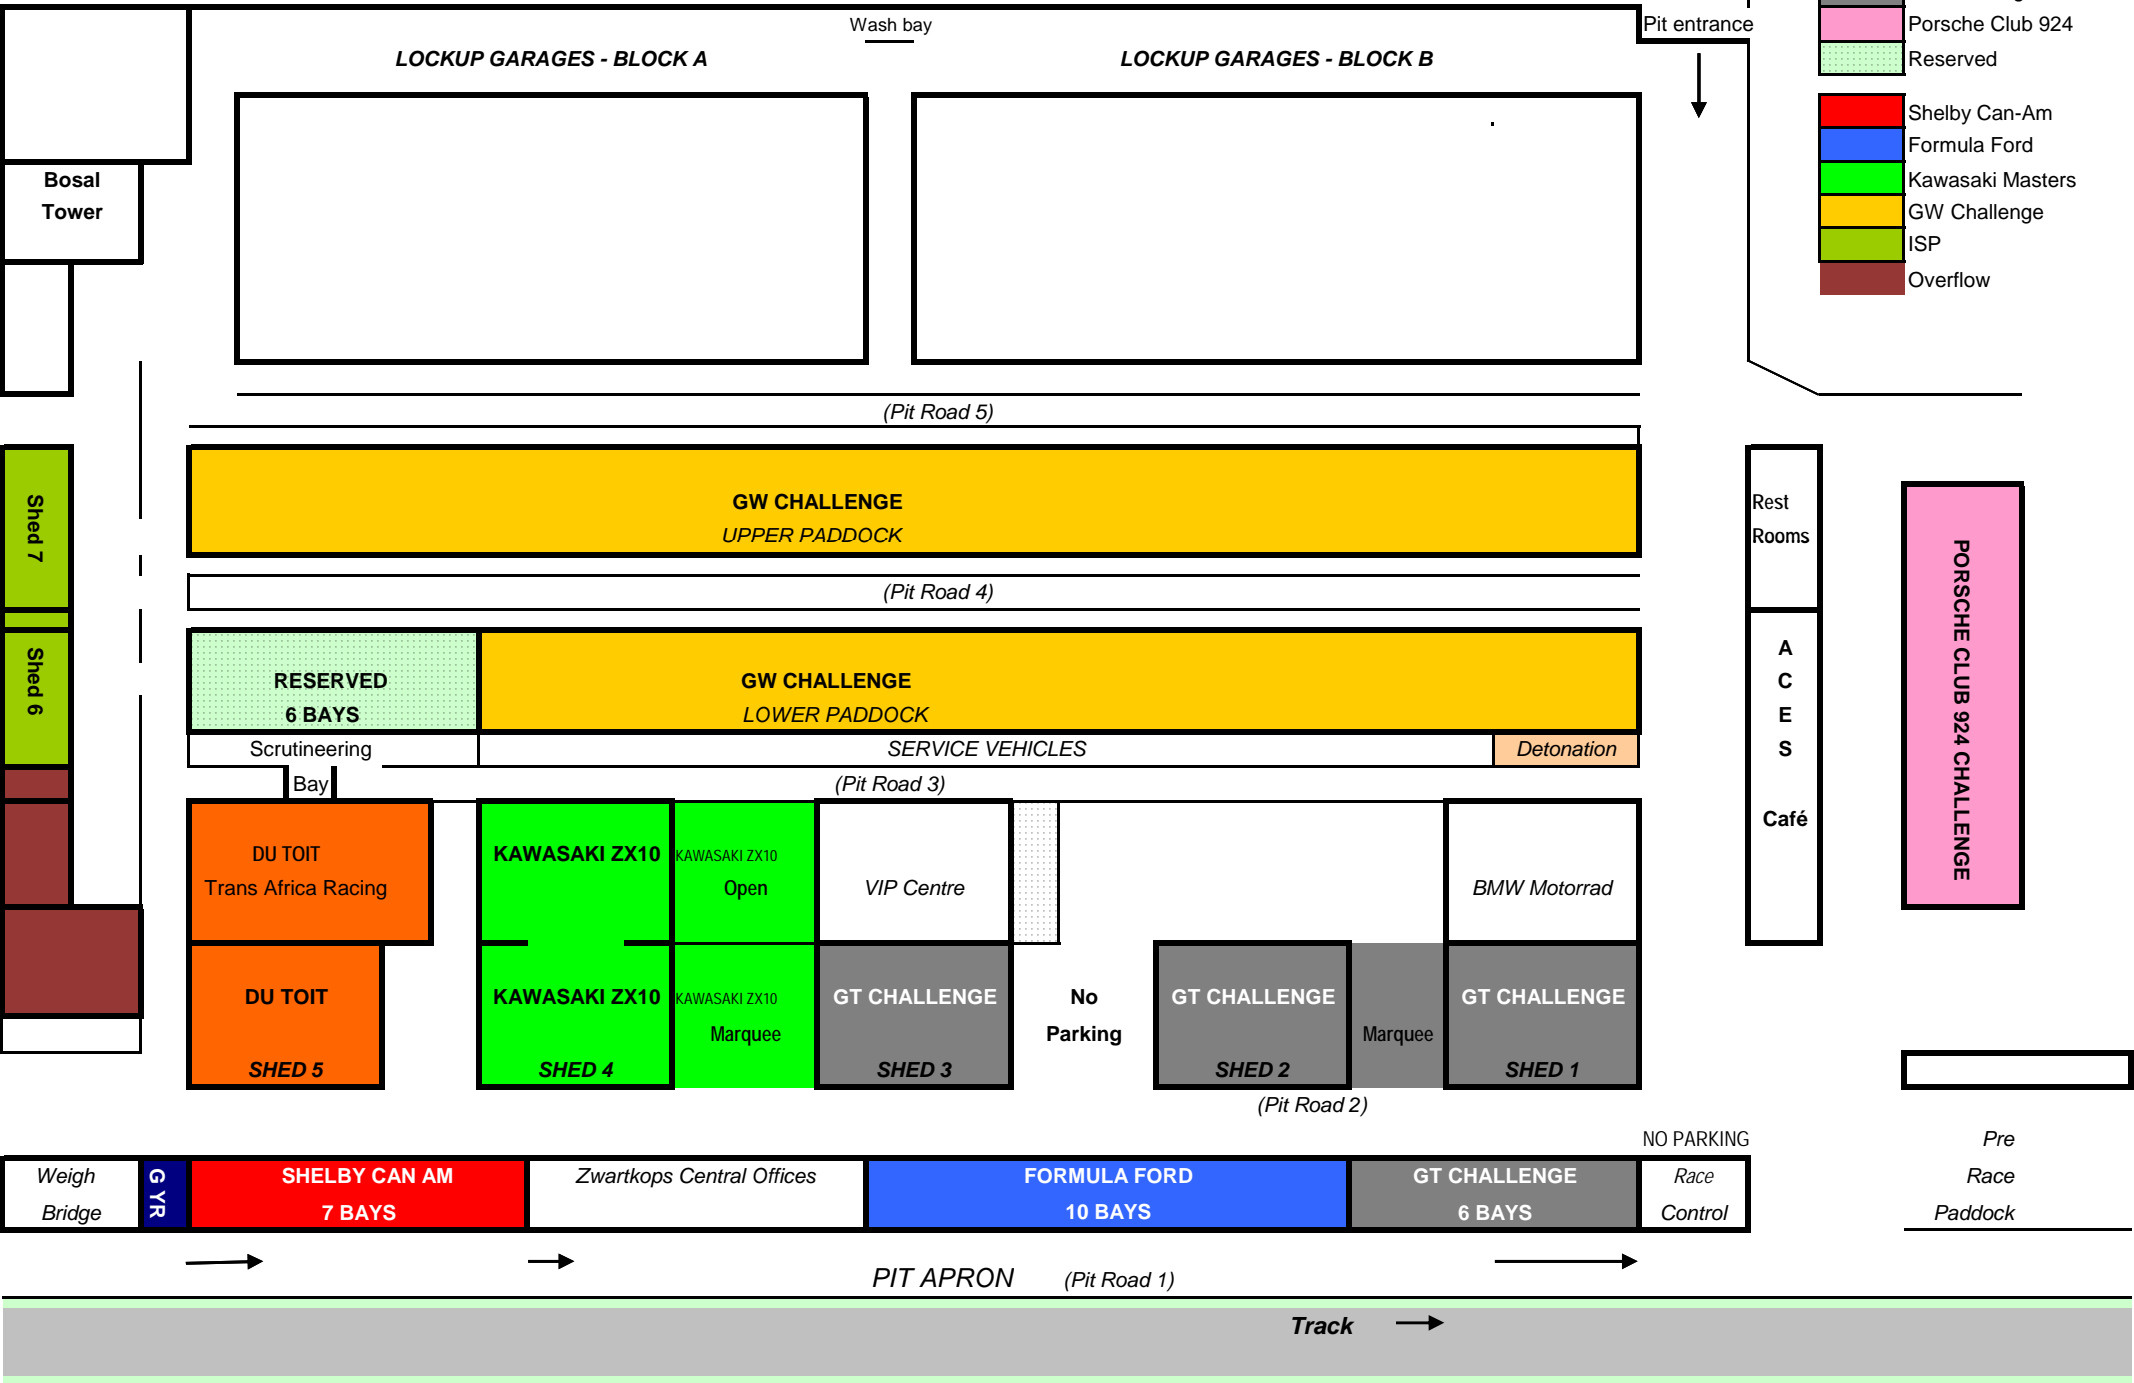 Wash bay
Pit entrance
LOCKUP GARAGES - BLOCK A
LOCKUP GARAGES - BLOCK B
Porsche Club 924
Reserved
Shelby Can-Am
Formula Ford
Kawasaki Masters
GW Challenge
ISP
Overflow
Bosal
Tower
(Pit Road 5)
Shed 7
GW CHALLENGE
UPPER PADDOCK
Rest
Rooms
PORSCHE CLUB 924 CHALLENGE
(Pit Road 4)
Shed 6
RESERVED
6 BAYS
GW CHALLENGE
LOWER PADDOCK
A
C
E
S
Café
Scrutineering
Bay
SERVICE VEHICLES
Detonation
(Pit Road 3)
DU TOIT
Trans Africa Racing
KAWASAKI ZX10
KAWASAKI ZX10
Open
VIP Centre
BMW Motorrad
DU TOIT
SHED 5
KAWASAKI ZX10
SHED 4
KAWASAKI ZX10
Marquee
GT CHALLENGE
SHED 3
No
Parking
GT CHALLENGE
SHED 2
Marquee
GT CHALLENGE
SHED 1
(Pit Road 2)
NO PARKING
Pre
Race
Paddock
Weigh
Bridge
G YR
SHELBY CAN AM
7 BAYS
Zwartkops Central Offices
FORMULA FORD
10 BAYS
GT CHALLENGE
6 BAYS
Race
Control
PIT APRON (Pit Road 1)
Track